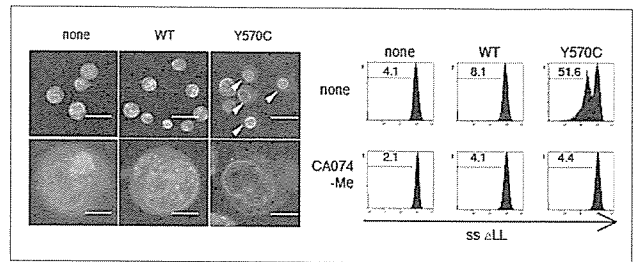 none WT Y570C
none WT Y570C
none
4.1 8.1 51.6
CA074
-Me
2.1 4.1 4.4
ss △LL